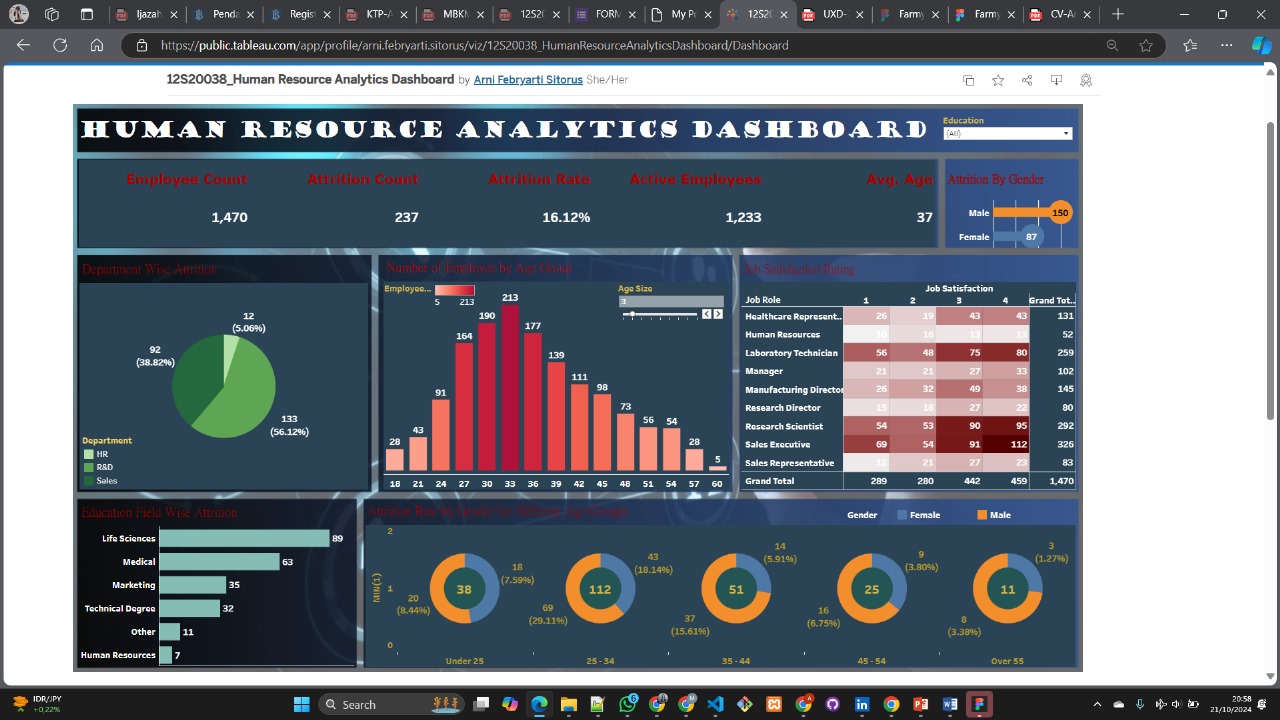 Ijazah
Penda
Regist
KTP-A
MBKM
12S20
FORM
My Po
12S2
UXD-
Farmy
Farmy
CV-A
https://public.tableau.com/app/profile/arni.febryarti.sitorus/viz/12S20038_HumanResourceAnalyticsDashboard/Dashboard
12S20038_Human Resource Analytics Dashboard by Arni Febryarti Sitorus She/Her
HUMAN RESOURCE ANALYTICS DASHBOARD
Education
(All)
Employee Count Attrition Count Attrition Rate Active Employees Avg. Age
1,470 237 16.12% 1,233 37
Attrition By Gender
Male 150
Female 87
Department Wise Attrition
12
(5.06%)
92
(38.82%)
133
(56.12%)
Department
HR
R&D
Sales
Number of Employee by Age Group
Employee...
5 213
Age Size
3
28 43 91 164 190 213 177 139 111 98 73 56 54 28 5
18 21 24 27 30 33 36 39 42 45 48 51 54 57 60
Job Satisfaction Rating
Job Satisfaction
Job Role 1 2 3 4 Grand Tot..
Healthcare Represent.. 26 19 43 43 131
Human Resources 16 52
Laboratory Technician 56 48 75 80 259
Manager 21 21 27 33 102
Manufacturing Director 26 32 49 38 145
Research Director 15 16 27 22 80
Research Scientist 54 53 90 95 292
Sales Executive 69 54 91 112 326
Sales Representative 12 21 27 23 83
Grand Total 289 280 442 459 1,470
Education Field Wise Attrition
Life Sciences 89
Medical 63
Marketing 35
Technical Degree 32
Other 11
Human Resources 7
Attrition Rate by Gender for Different Age
Gender Female Male
MIN(1)
2
1
0
38
18
(7.59%)
20
(8.44%)
112
43
(18.14%)
69
(29.11%)
51
14
(5.91%)
37
(15.61%)
25
9
(3.80%)
16
(6.75%)
11
3
(1.27%)
8
(3.38%)
Under 25 25 - 34 35 - 44 45 - 54 Over 55
IDR/JPY
+0,22%
Search
6
20:58
21/10/2024